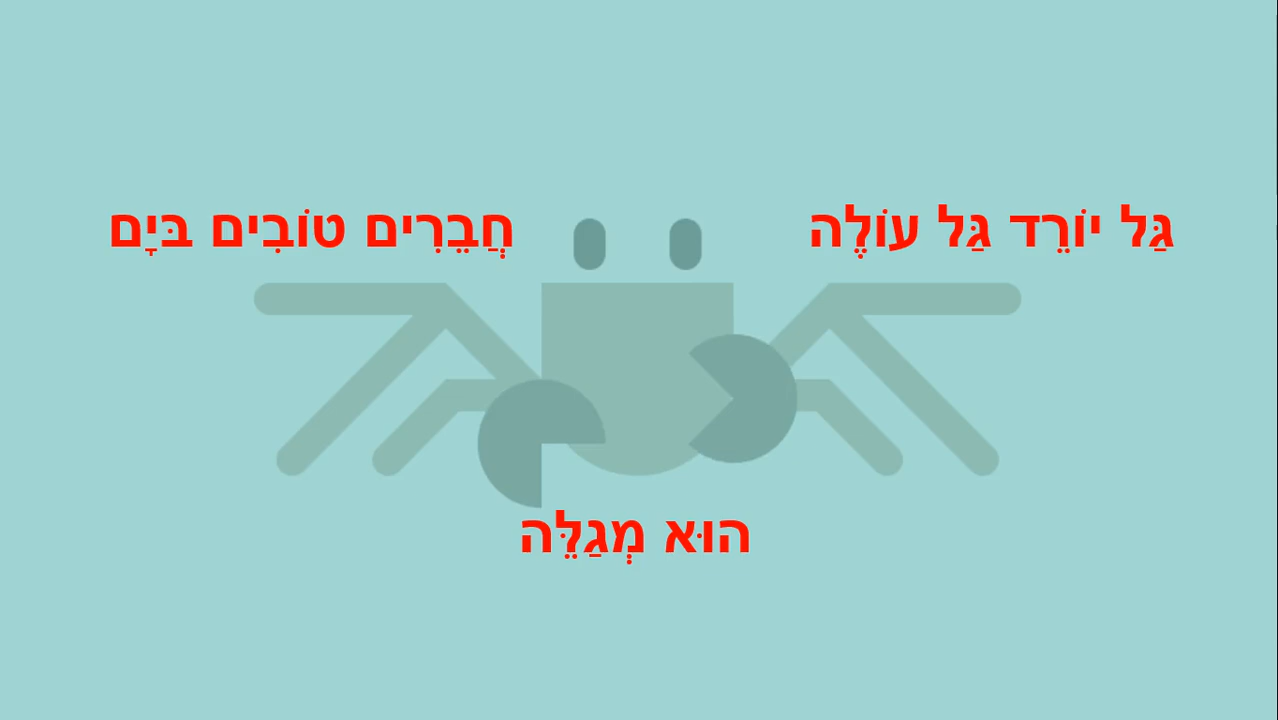 גַּל יוֹרֵד גַּל עוֹלֶה
חֲבֵרִים טוֹבִים בּיָם
הוּא מְגַלֵּה